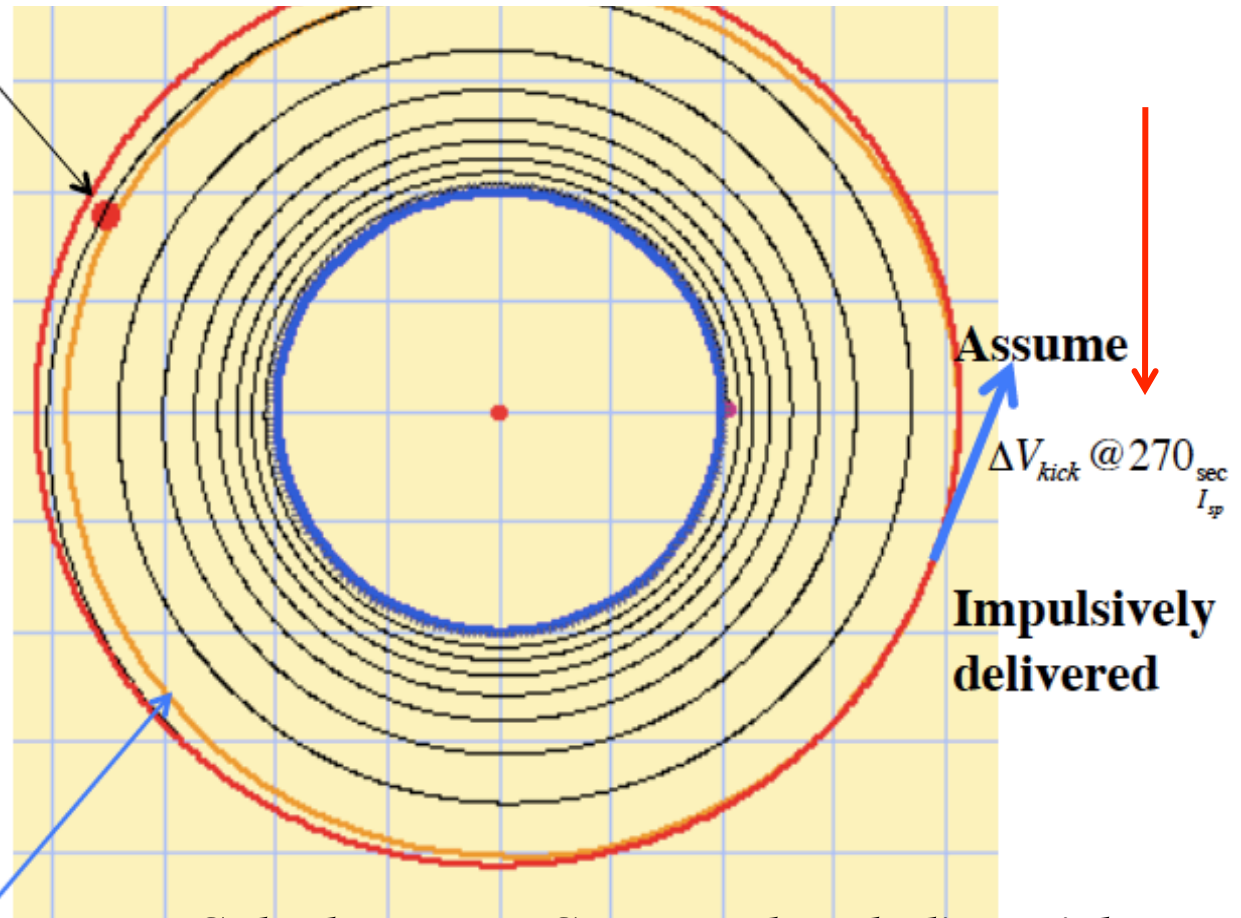 Assume
ΔV_kick @ 270 sec
I_sp
Impulsively
delivered